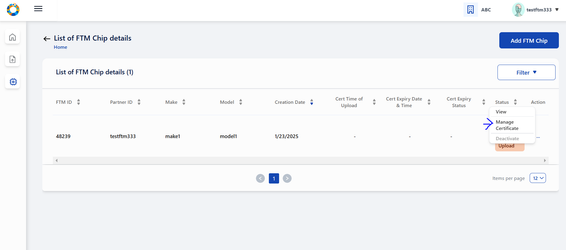 ABC
testftm333
List of FTM Chip details
Home
Add FTM Chip
List of FTM Chip details (1)
Filter
FTM ID
Partner ID
Make
Model
Creation Date
Cert Time of
Upload
Cert Expiry Date
& Time
Cert Expiry
Status
Status
Action
View
Manage
Certificate
Deactivate
48239
testftm333
make1
model1
1/23/2025
-
-
-
...
Upload
1
Items per page
12